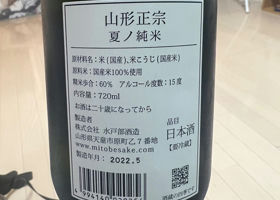 山形正宗
夏ノ純米
原材料名:米(国産)、米こうじ(国産米)
原料米:国産米100%使用
精米歩合:60% アルコール度数:15度
内容量:720ml
お酒は二十歳になってから
製造者
株式会社 水戸部酒造
山形県天童市原町乙7番地
www.mitobesake.com
製造年月:2022.5
品目
日本酒
【要冷蔵】